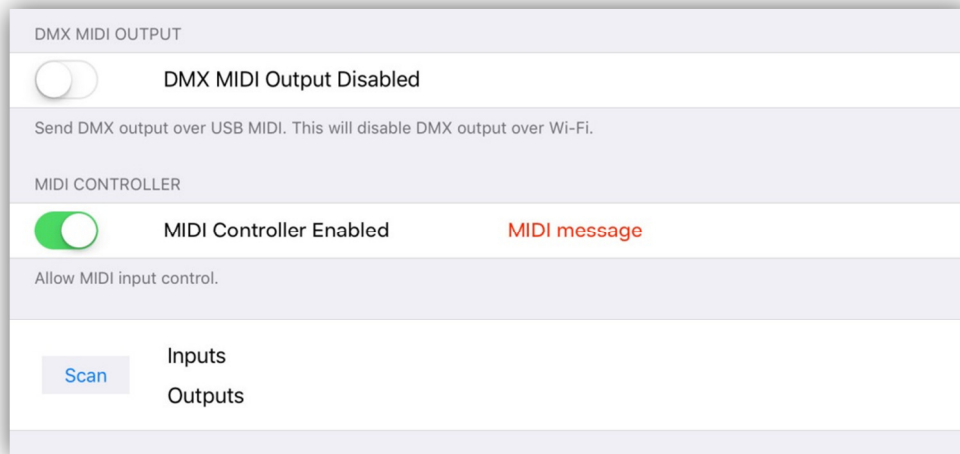 DMX MIDI OUTPUT
DMX MIDI Output Disabled
Send DMX output over USB MIDI. This will disable DMX output over Wi-Fi.
MIDI CONTROLLER
MIDI Controller Enabled MIDI message
Allow MIDI input control.
Inputs
Scan
Outputs